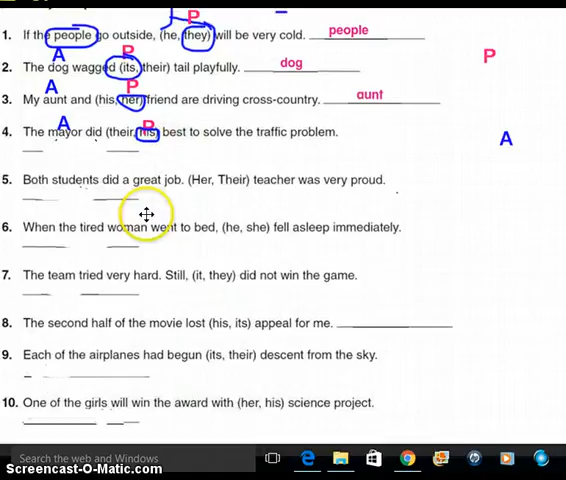 P
1. If the people go outside, (he, they) will be very cold. people
A P P
2. The dog wagged (its, their) tail playfully. dog
A P
3. My aunt and (his, her) friend are driving cross-country. aunt
A P A
4. The mayor did (their, his) best to solve the traffic problem.
5. Both students did a great job. (Her, Their) teacher was very proud.
6. When the tired woman went to bed, (he, she) fell asleep immediately.
7. The team tried very hard. Still, (it, they) did not win the game.
8. The second half of the movie lost (his, its) appeal for me.
9. Each of the airplanes had begun (its, their) descent from the sky.
10. One of the girls will win the award with (her, his) science project.
Search the web and Windows
Screencast-O-Matic.com